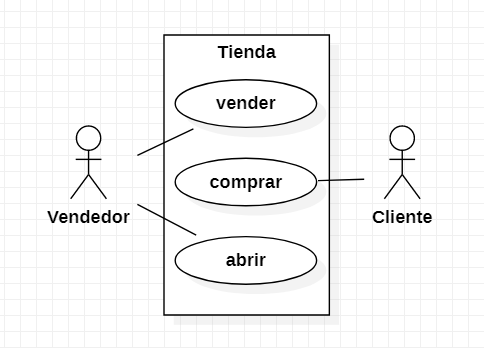 Tienda
vender
comprar
Vendedor
Cliente
abrir